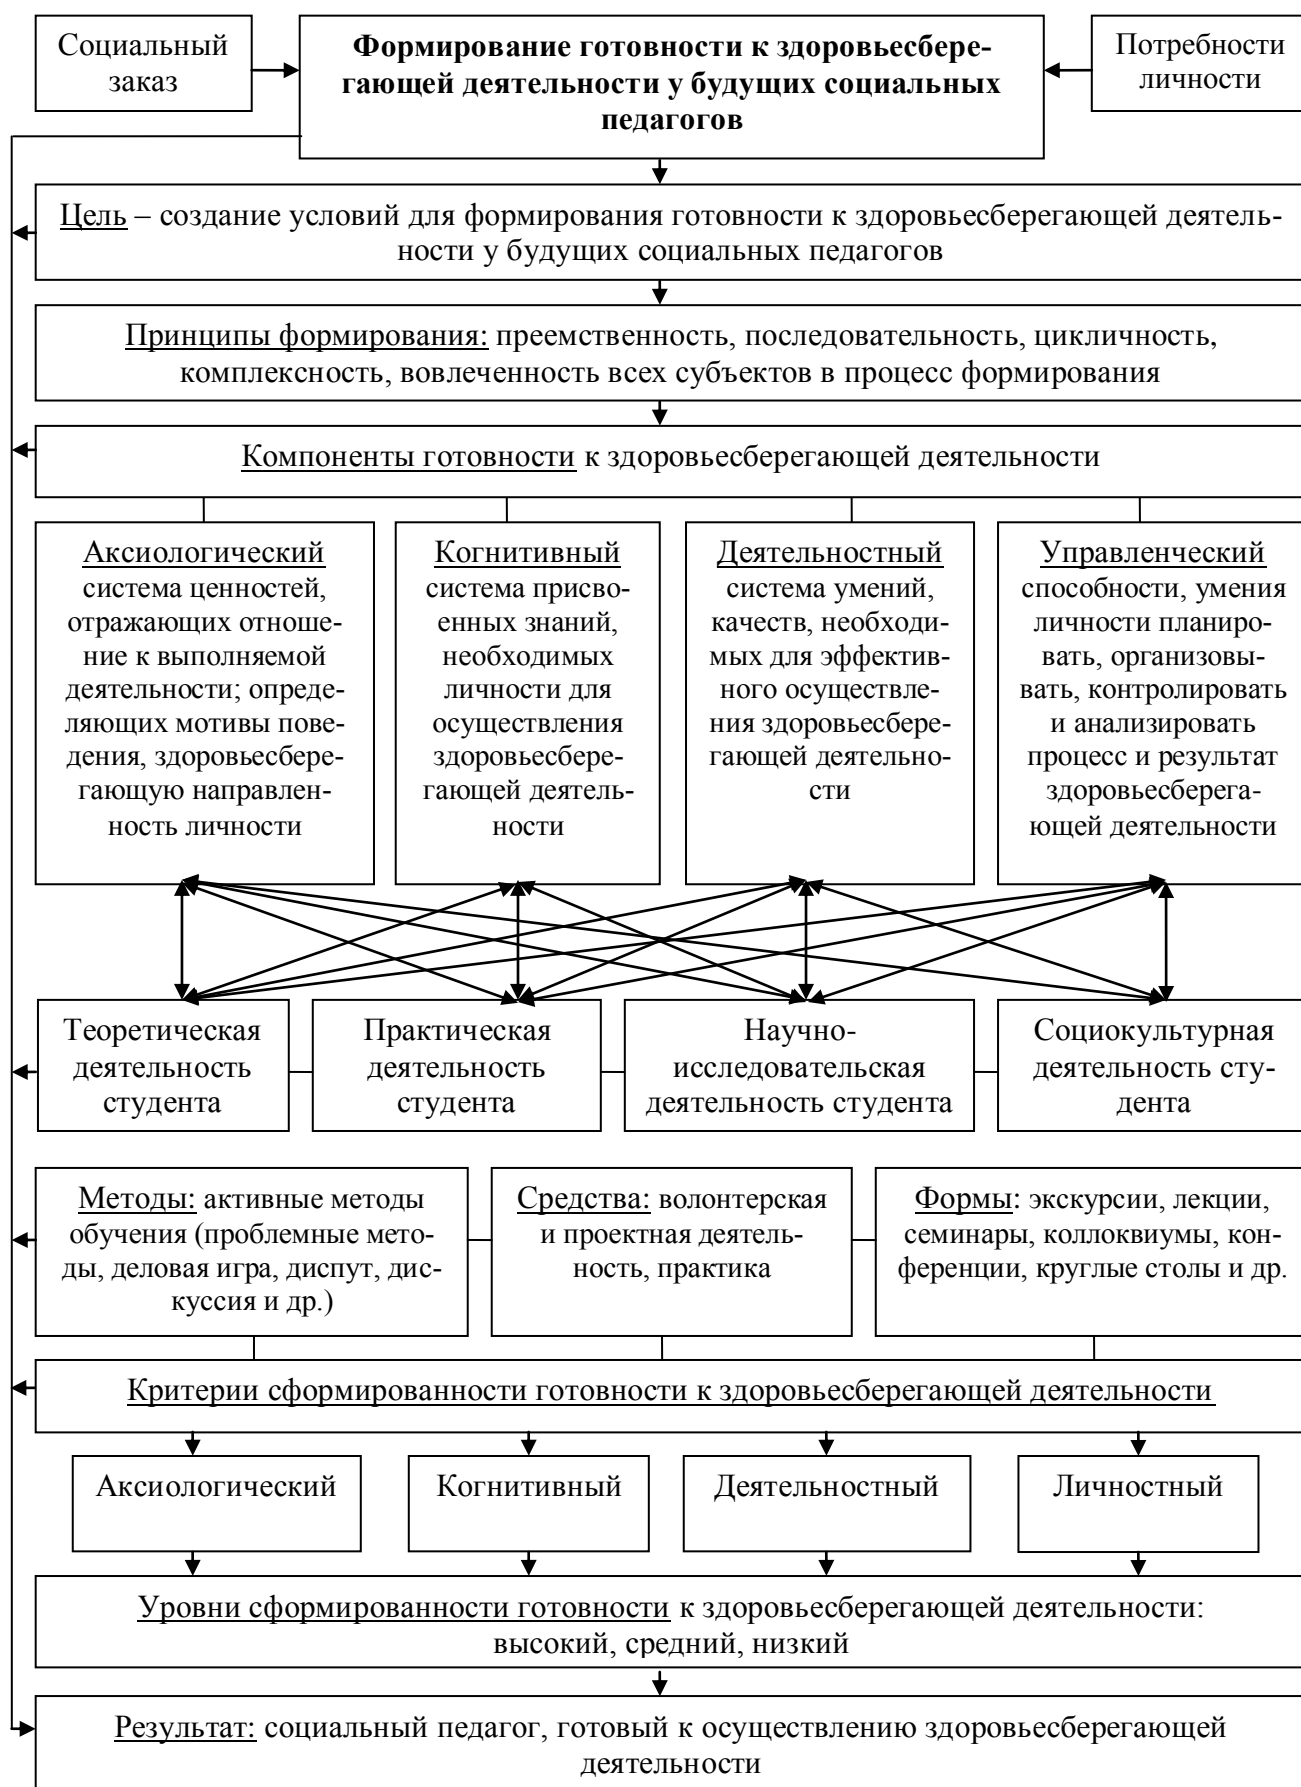 Социальный
заказ
Формирование готовности к здоровьесбере-
гающей деятельности у будущих социальных
педагогов
Потребности
личности
Цель – создание условий для формирования готовности к здоровьесберегающей деятель-
ности у будущих социальных педагогов
Принципы формирования: преемственность, последовательность, цикличность,
комплексность, вовлеченность всех субъектов в процесс формирования
Компоненты готовности к здоровьесберегающей деятельности
Аксиологический
система ценностей,
отражающих отноше-
ние к выполняемой
деятельности; опреде-
ляющих мотивы пове-
дения, здоровьесбере-
гающую направлен-
ность личности
Когнитивный
система присво-
енных знаний,
необходимых
личности для
осуществления
здоровьесбере-
гающей деятель-
ности
Деятельностный
система умений,
качеств, необходи-
мых для эффектив-
ного осуществле-
ния здоровьесбере-
гающей деятельно-
сти
Управленческий
способности, умения
личности планиро-
вать, организовы-
вать, контролировать
и анализировать
процесс и результат
здоровьесберега-
ющей деятельности
Теоретическая
деятельность
студента
Практическая
деятельность
студента
Научно-
исследовательская
деятельность студента
Социокультурная
деятельность сту-
дента
Методы: активные методы
обучения (проблемные мето-
ды, деловая игра, диспут, дис-
куссия и др.)
Средства: волонтерская
и проектная деятель-
ность, практика
Формы: экскурсии, лекции,
семинары, коллоквиумы, кон-
ференции, круглые столы и др.
Критерии сформированности готовности к здоровьесберегающей деятельности
Аксиологический
Когнитивный
Деятельностный
Личностный
Уровни сформированности готовности к здоровьесберегающей деятельности:
высокий, средний, низкий
Результат: социальный педагог, готовый к осуществлению здоровьесберегающей
деятельности